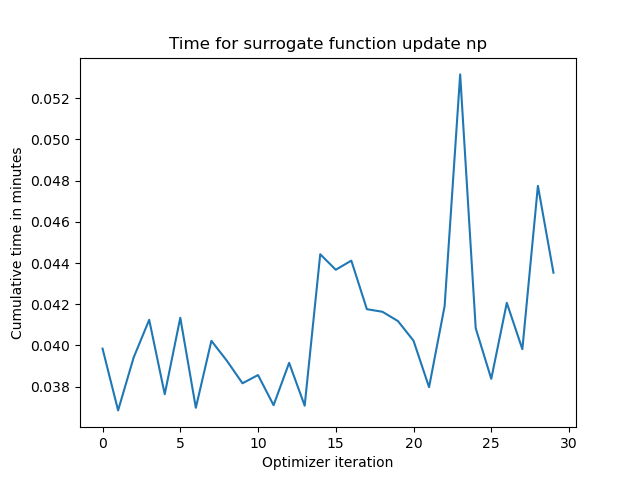 Time for surrogate function update np
Cumulative time in minutes
0.052
0.050
0.048
0.046
0.044
0.042
0.040
0.038
0 5 10 15 20 25 30
Optimizer iteration